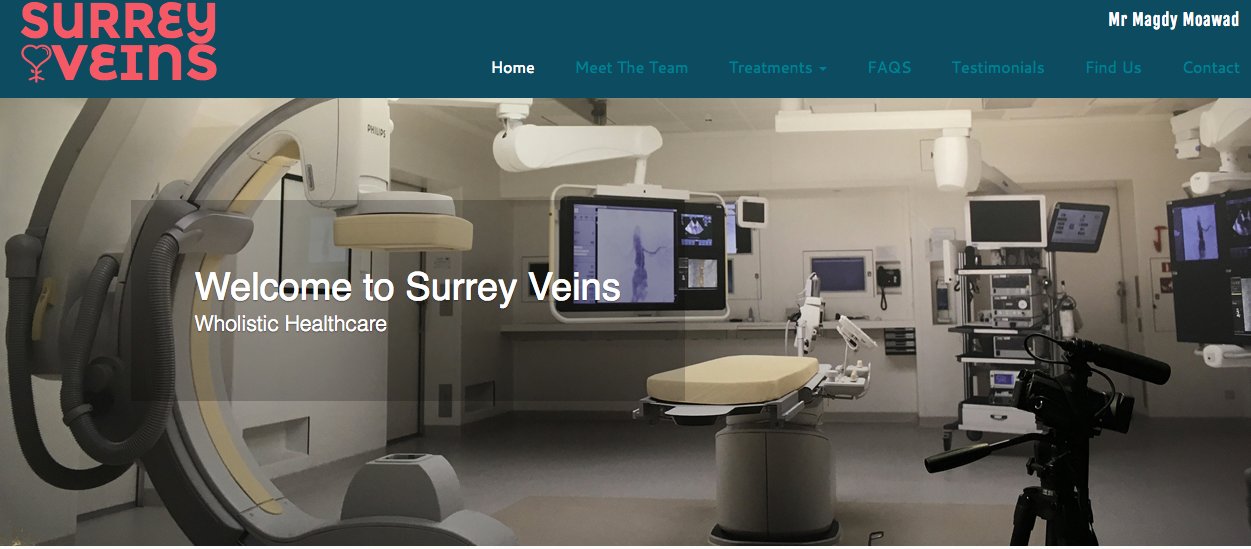 SURREY
VEINS
Mr Magdy Moawad
Home Meet The Team Treatments FAQS Testimonials Find Us Contact
PHILIPS
Welcome to Surrey Veins
Wholistic Healthcare